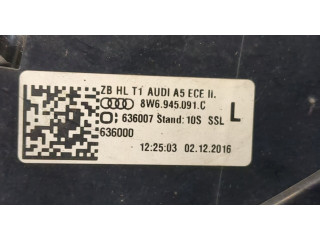 ZB HL T1 AUDI A5 ECE li.
8W6.945.091.C
636007 Stand: 10S SSL
L
636000
12:25:03 02.12.2016